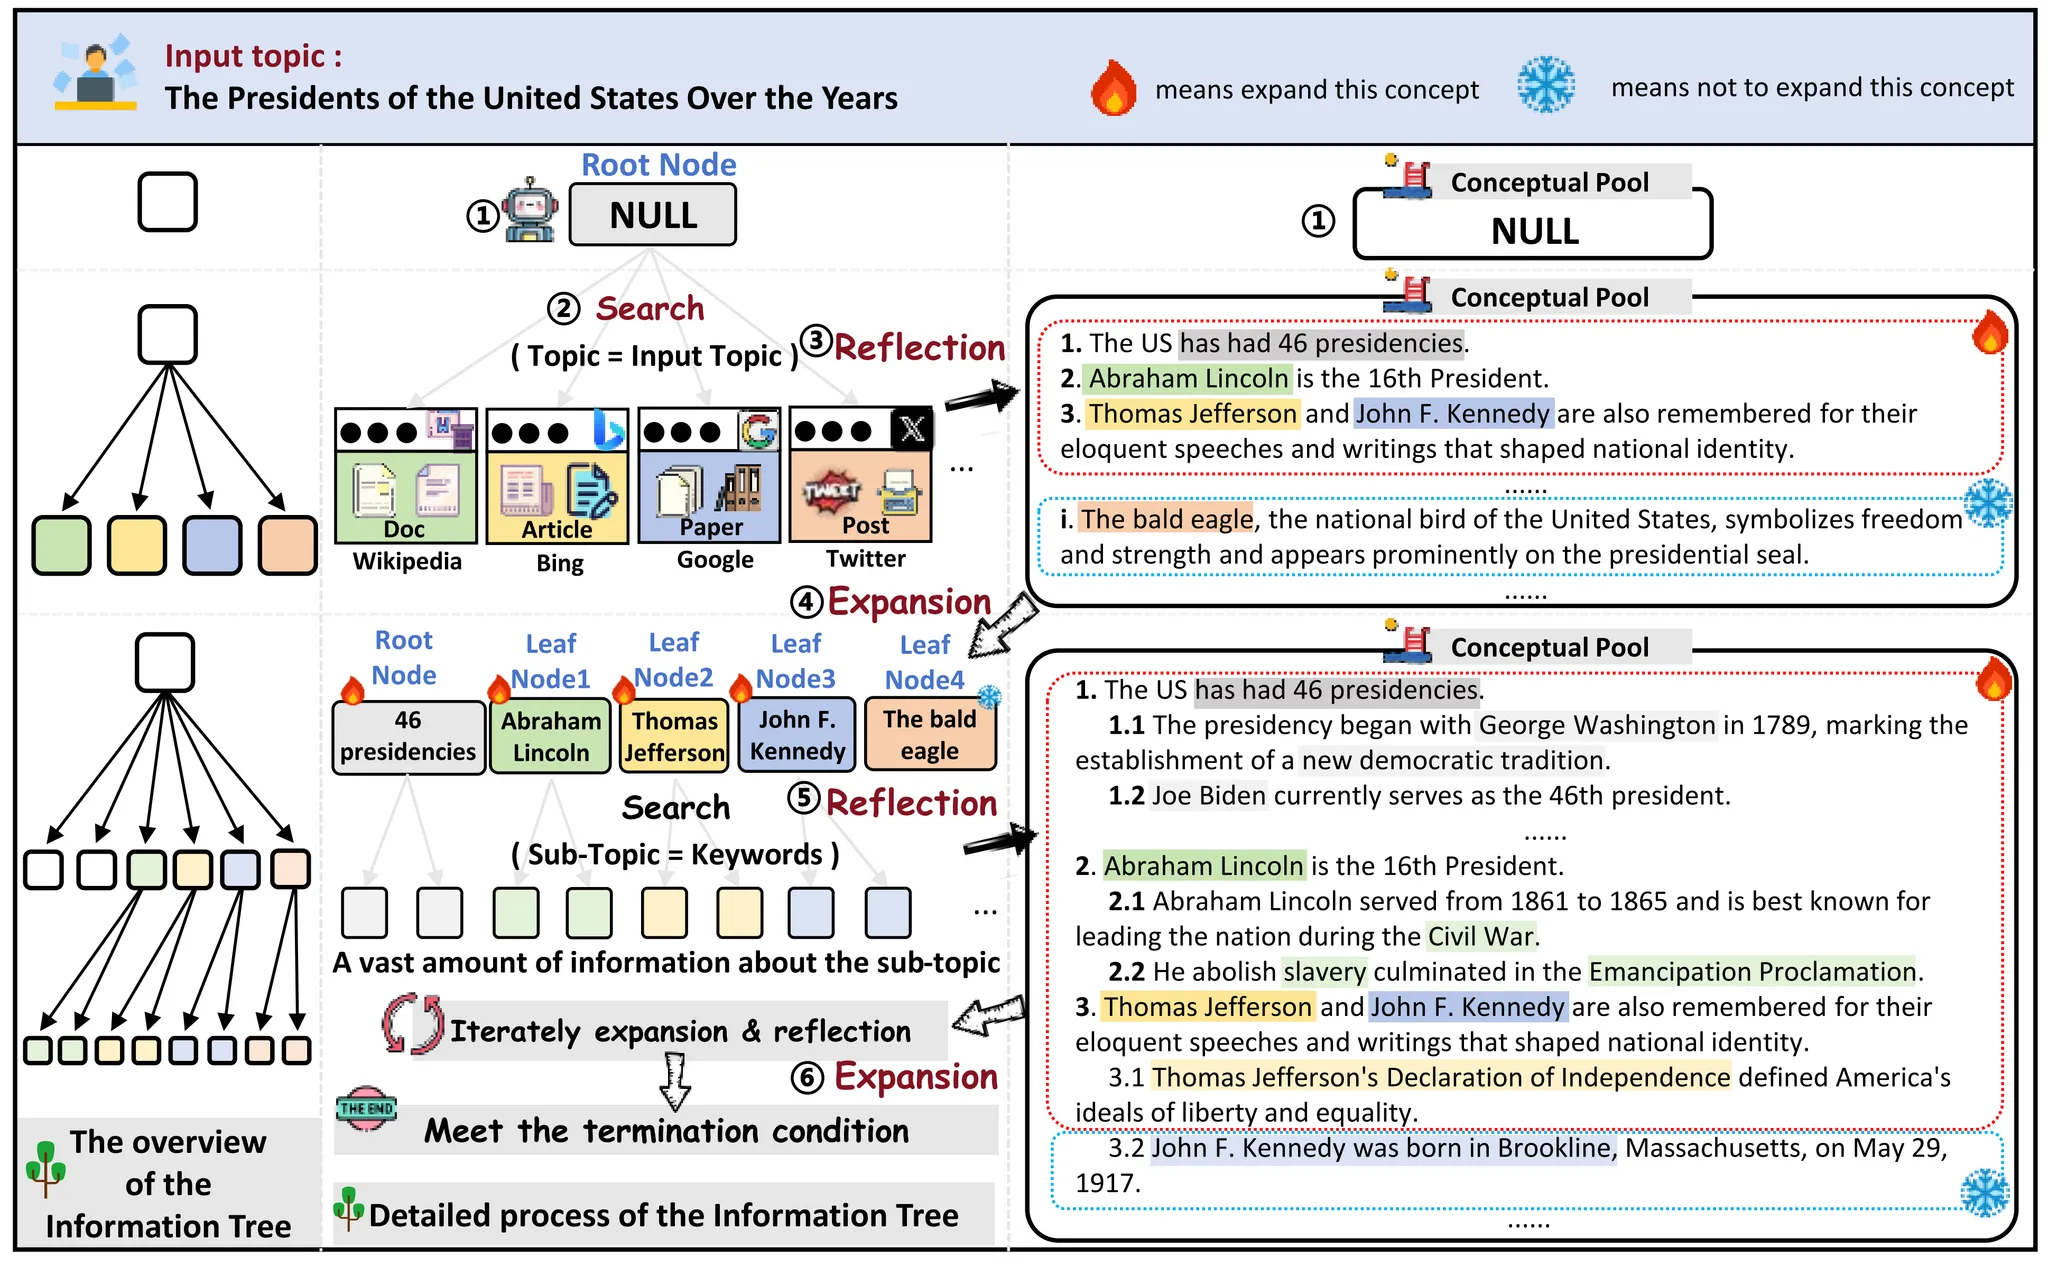 Input topic :
The Presidents of the United States Over the Years
means expand this concept
means not to expand this concept
Root Node
① NULL
② Search
( Topic = Input Topic )
③ Reflection
W
X
TWEET
Doc
Article
Paper
Post
Wikipedia
Bing
Google
Twitter
...
① Conceptual Pool
NULL
Conceptual Pool
1. The US has had 46 presidencies.
2. Abraham Lincoln is the 16th President.
3. Thomas Jefferson and John F. Kennedy are also remembered for their
eloquent speeches and writings that shaped national identity.
......
i. The bald eagle, the national bird of the United States, symbolizes freedom
and strength and appears prominently on the presidential seal.
......
④ Expansion
Root
Node
Leaf
Node1
Leaf
Node2
Leaf
Node3
Leaf
Node4
46
presidencies
Abraham
Lincoln
Thomas
Jefferson
John F.
Kennedy
The bald
eagle
Search
( Sub-Topic = Keywords )
⑤ Reflection
...
A vast amount of information about the sub-topic
Iterately expansion & reflection
⑥ Expansion
THE END
Meet the termination condition
Conceptual Pool
1. The US has had 46 presidencies.
1.1 The presidency began with George Washington in 1789, marking the
establishment of a new democratic tradition.
1.2 Joe Biden currently serves as the 46th president.
......
2. Abraham Lincoln is the 16th President.
2.1 Abraham Lincoln served from 1861 to 1865 and is best known for
leading the nation during the Civil War.
2.2 He abolish slavery culminated in the Emancipation Proclamation.
3. Thomas Jefferson and John F. Kennedy are also remembered for their
eloquent speeches and writings that shaped national identity.
3.1 Thomas Jefferson's Declaration of Independence defined America's
ideals of liberty and equality.
3.2 John F. Kennedy was born in Brookline, Massachusetts, on May 29,
1917.
......
The overview
of the
Information Tree
Detailed process of the Information Tree